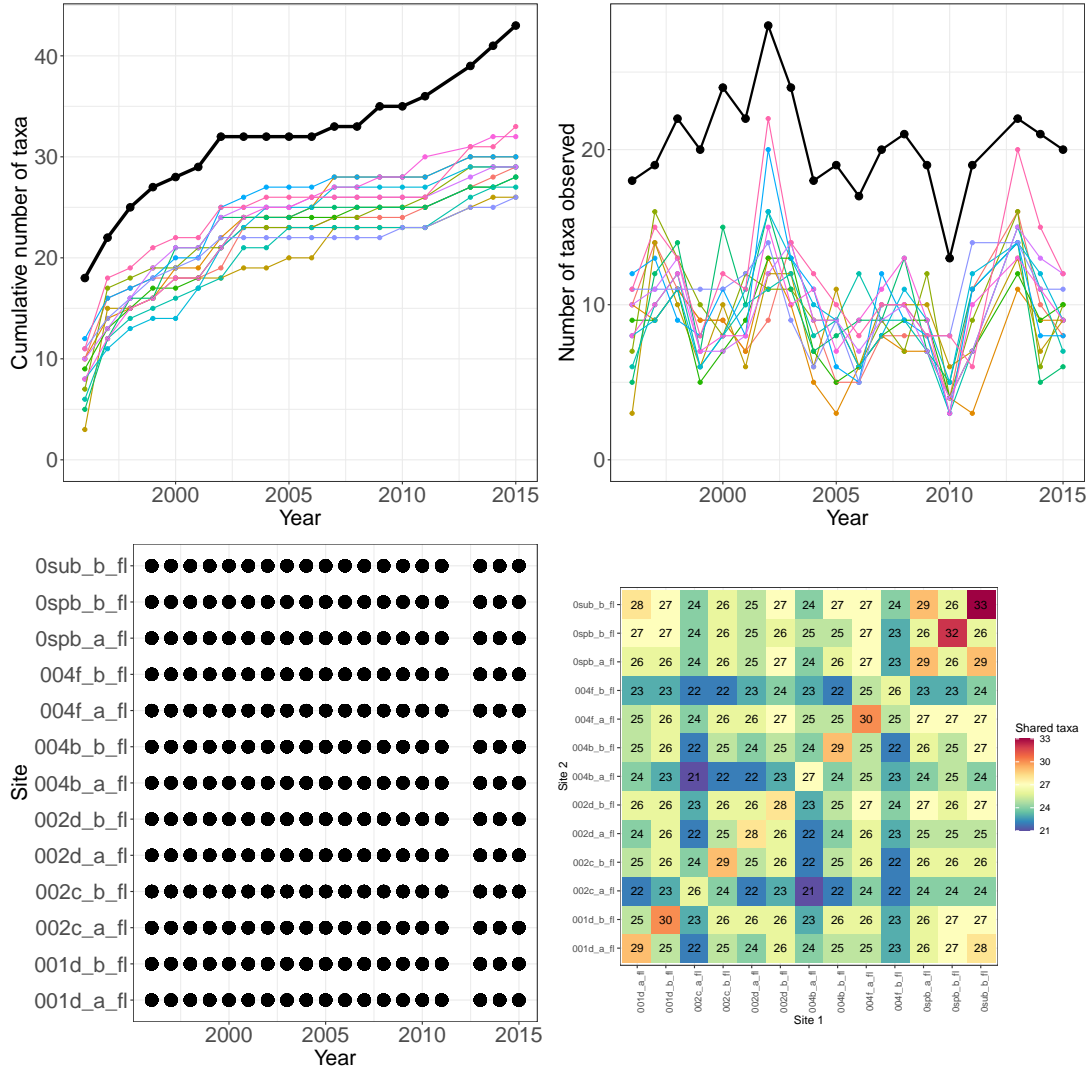 40
30
20
10
0
Cumulative number of taxa
2000 2005 2010 2015
Year
20
10
0
Number of taxa observed
2000 2005 2010 2015
Year
0sub_b_fl
0spb_b_fl
0spb_a_fl
004f_b_fl
004f_a_fl
004b_b_fl
004b_a_fl
002d_b_fl
002d_a_fl
002c_b_fl
002c_a_fl
001d_b_fl
001d_a_fl
Site
2000 2005 2010 2015
Year
0sub_b_fl 28 27 24 26 25 27 24 27 27 24 29 26 33
0spb_b_fl 27 27 24 26 25 26 25 25 27 23 26 32 26
0spb_a_fl 26 26 24 26 25 27 24 26 27 23 29 26 29
004f_b_fl 23 23 22 22 23 24 23 22 25 26 23 23 24
004f_a_fl 25 26 24 26 26 27 25 25 30 25 27 27 27
004b_b_fl 25 26 22 25 24 25 24 29 25 22 26 25 27
004b_a_fl 24 23 21 22 22 23 27 24 25 23 24 25 24
002d_b_fl 26 26 23 26 26 28 23 25 27 24 27 26 27
002d_a_fl 24 26 22 25 28 26 22 24 26 23 25 25 25
002c_b_fl 25 26 24 29 25 26 22 25 26 22 26 26 26
002c_a_fl 22 23 26 24 22 23 21 22 24 22 24 24 24
001d_b_fl 25 30 23 26 26 26 23 26 26 23 26 27 27
001d_a_fl 29 25 22 25 24 26 24 25 25 23 26 27 28
Site 2
001d_a_fl 001d_b_fl 002c_a_fl 002c_b_fl 002d_a_fl 002d_b_fl 004b_a_fl 004b_b_fl 004f_a_fl 004f_b_fl 0spb_a_fl 0spb_b_fl 0sub_b_fl
Site 1
Shared taxa
33
30
27
24
21